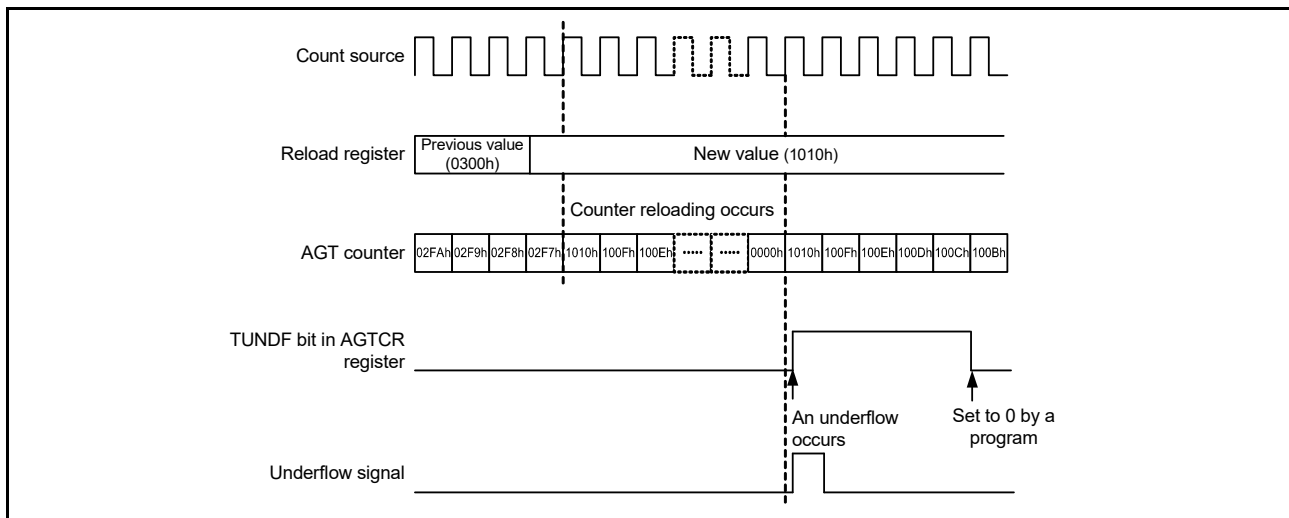 Count source
Reload register
Previous value
(0300h)
New value (1010h)
Counter reloading occurs
AGT counter
02FAh 02F9h 02F8h 02F7h 1010h 100Fh 100Eh ..... ..... 0000h 1010h 100Fh 100Eh 100Dh 100Ch 100Bh
TUNDF bit in AGTCR
register
An underflow
occurs
Set to 0 by a
program
Underflow signal